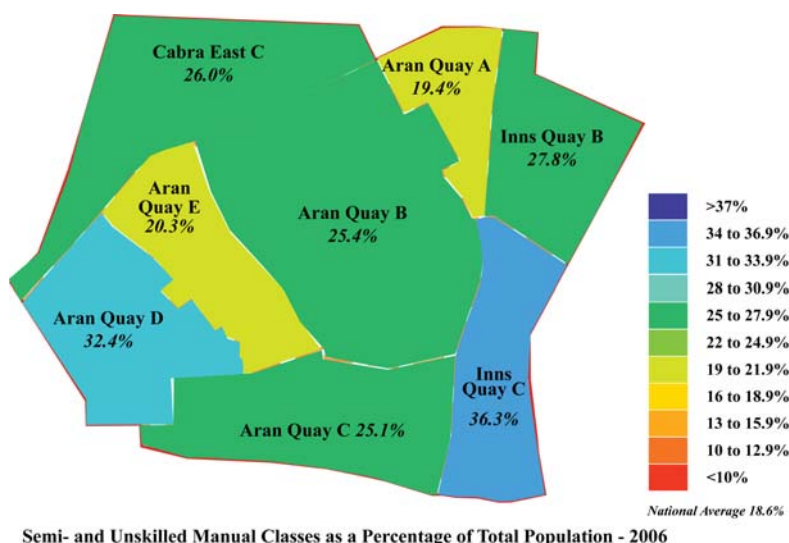 Cabra East C
26.0%
Aran Quay A
19.4%
Inns Quay B
27.8%
Aran
Quay E
20.3%
Aran Quay B
25.4%
Aran Quay D
32.4%
Inns
Quay C
36.3%
Aran Quay C 25.1%
>37%
34 to 36.9%
31 to 33.9%
28 to 30.9%
25 to 27.9%
22 to 24.9%
19 to 21.9%
16 to 18.9%
13 to 15.9%
10 to 12.9%
<10%
National Average 18.6%
Semi- and Unskilled Manual Classes as a Percentage of Total Population - 2006